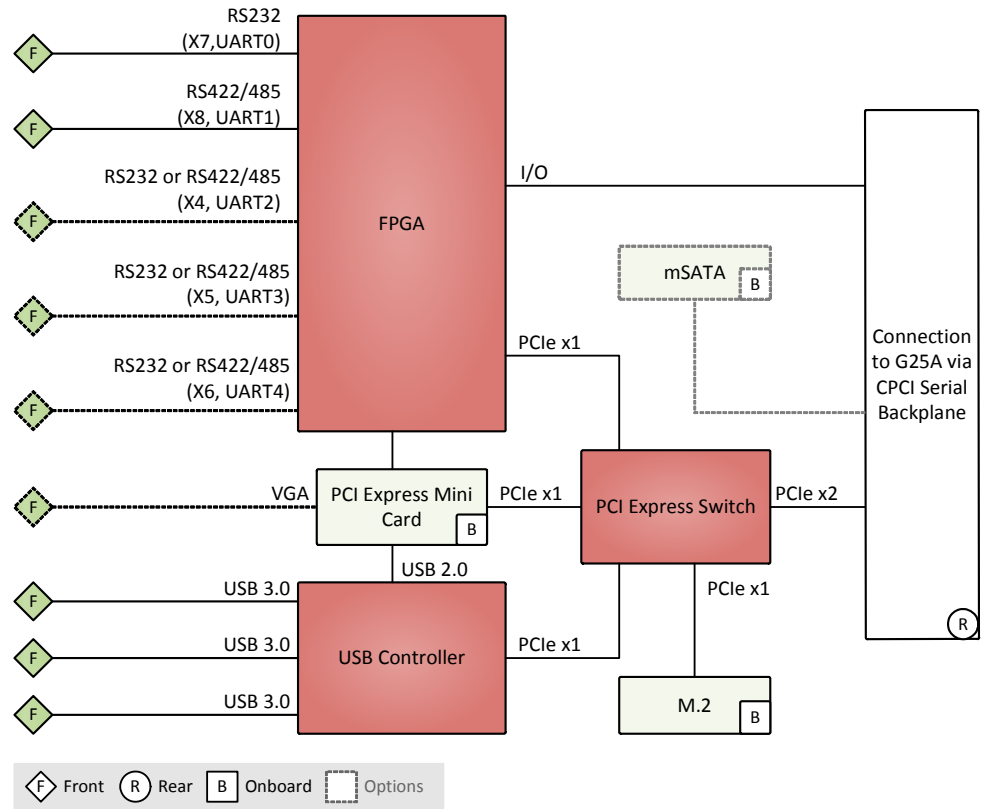 RS232
(X7,UART0)
F
RS422/485
(X8, UART1)
F
RS232 or RS422/485
(X4, UART2)
F
RS232 or RS422/485
(X5, UART3)
F
RS232 or RS422/485
(X6, UART4)
F
FPGA
I/O
mSATA
B
PCIe x1
Connection
to G25A via
CPCI Serial
Backplane
R
VGA
F
PCI Express Mini
Card
B
PCIe x1
PCI Express Switch
PCIe x2
USB 2.0
PCIe x1
USB 3.0
F
USB 3.0
F
USB 3.0
F
USB Controller
PCIe x1
M.2
B
F Front
R Rear
B Onboard
Options